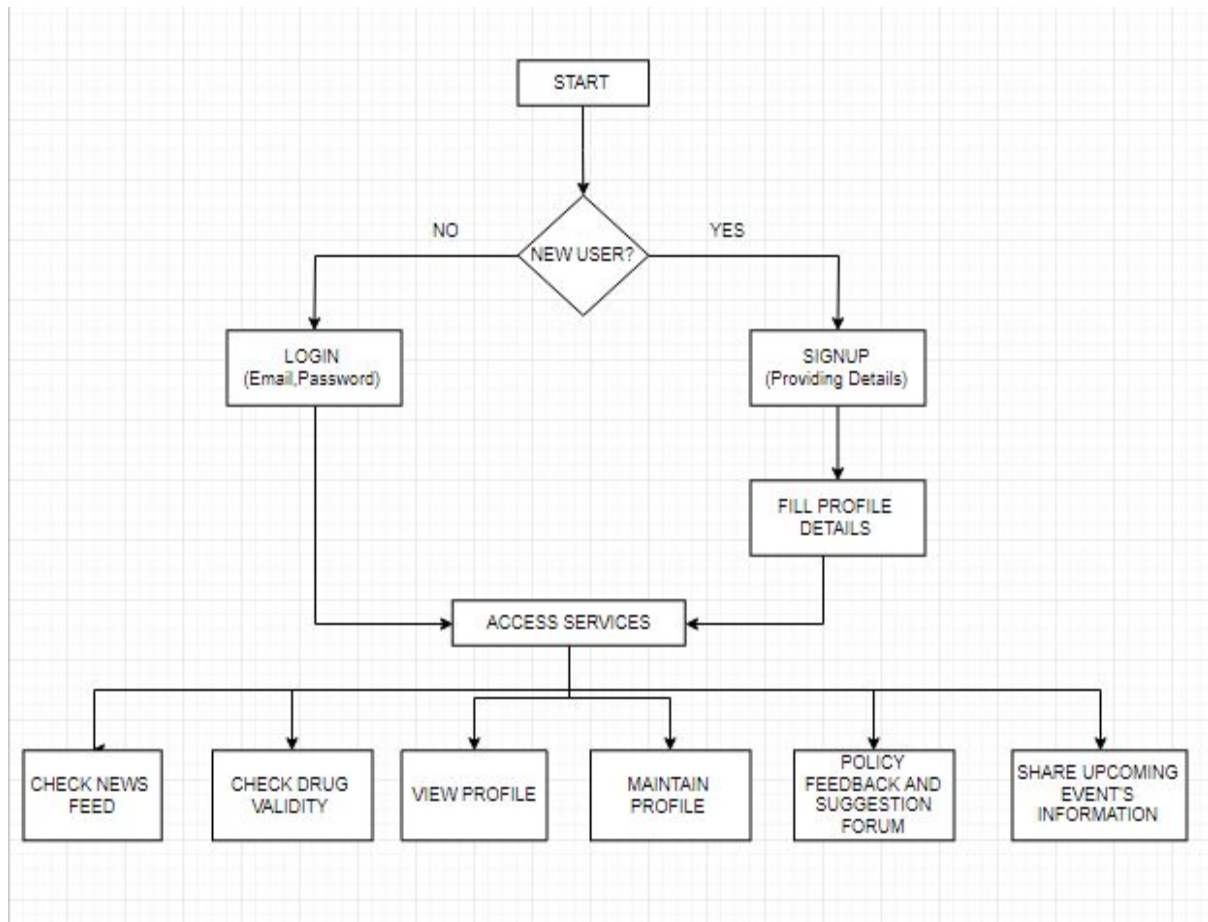 START
NEW USER?
NO
YES
LOGIN
(Email,Password)
SIGNUP
(Providing Details)
FILL PROFILE
DETAILS
ACCESS SERVICES
CHECK NEWS
FEED
CHECK DRUG
VALIDITY
VIEW PROFILE
MAINTAIN
PROFILE
POLICY
FEEDBACK AND
SUGGESTION
FORUM
SHARE UPCOMING
EVENT'S
INFORMATION